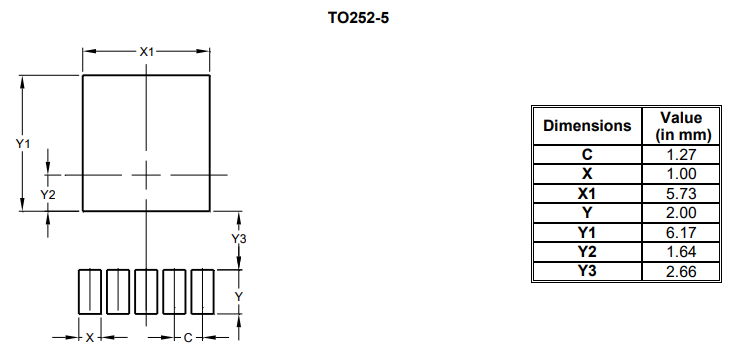 TO252-5
X1
Y1
Y2
Y3
Y
X
C
Dimensions Value (in mm)
C 1.27
X 1.00
X1 5.73
Y 2.00
Y1 6.17
Y2 1.64
Y3 2.66